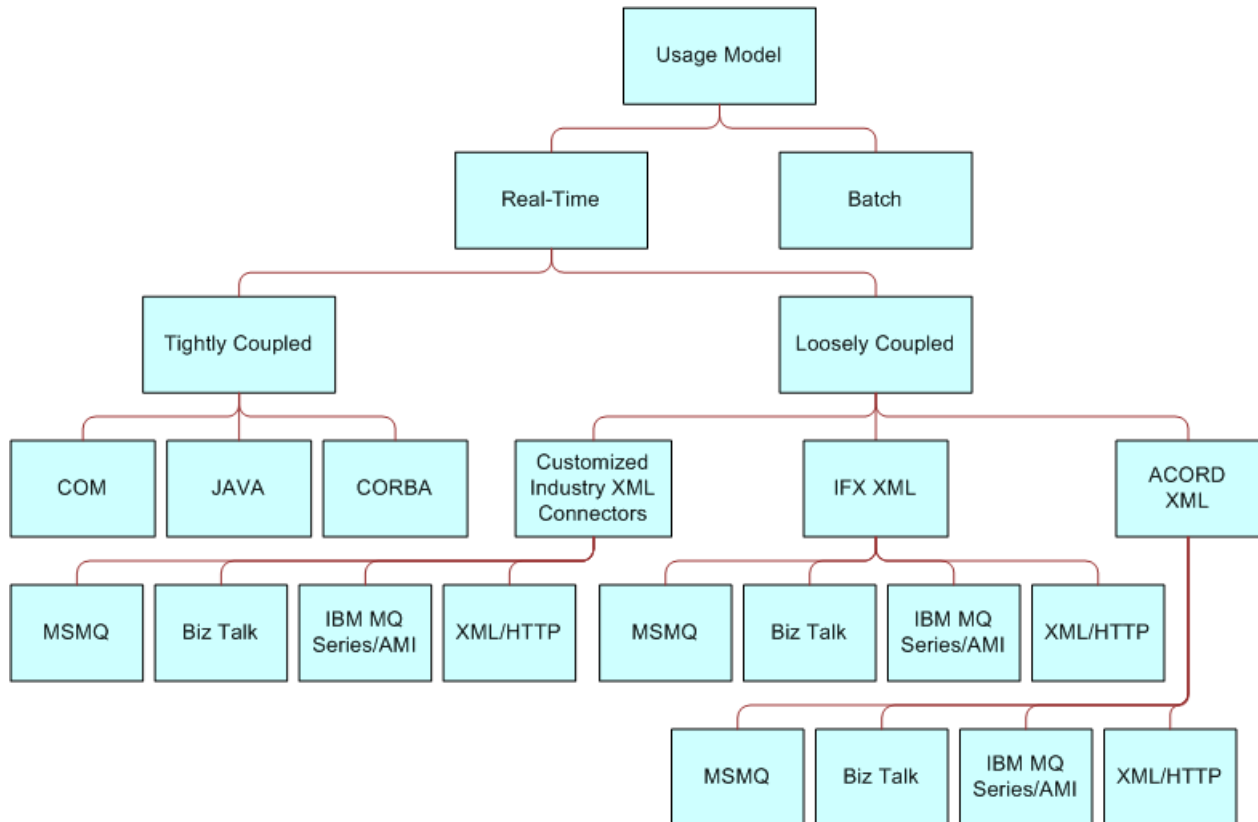 Usage Model
Real-Time
Batch
Tightly Coupled
Loosely Coupled
COM
JAVA
CORBA
Customized
Industry XML
Connectors
IFX XML
ACORD
XML
MSMQ
Biz Talk
IBM MQ
Series/AMI
XML/HTTP
MSMQ
Biz Talk
IBM MQ
Series/AMI
XML/HTTP
MSMQ
Biz Talk
IBM MQ
Series/AMI
XML/HTTP